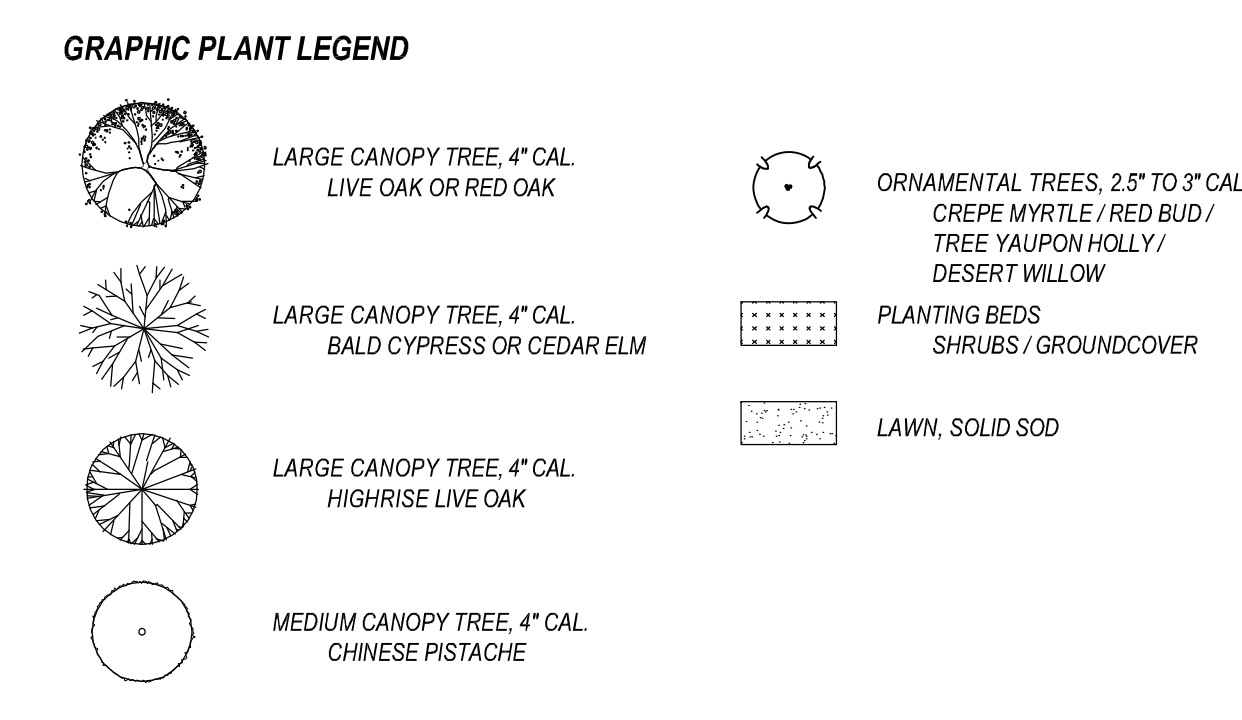 GRAPHIC PLANT LEGEND
LARGE CANOPY TREE, 4" CAL.
LIVE OAK OR RED OAK
LARGE CANOPY TREE, 4" CAL.
BALD CYPRESS OR CEDAR ELM
LARGE CANOPY TREE, 4" CAL.
HIGHRISE LIVE OAK
MEDIUM CANOPY TREE, 4" CAL.
CHINESE PISTACHE
ORNAMENTAL TREES, 2.5" TO 3" CAL
CREPE MYRTLE / RED BUD /
TREE YAUPON HOLLY /
DESERT WILLOW
PLANTING BEDS
SHRUBS / GROUNDCOVER
LAWN, SOLID SOD